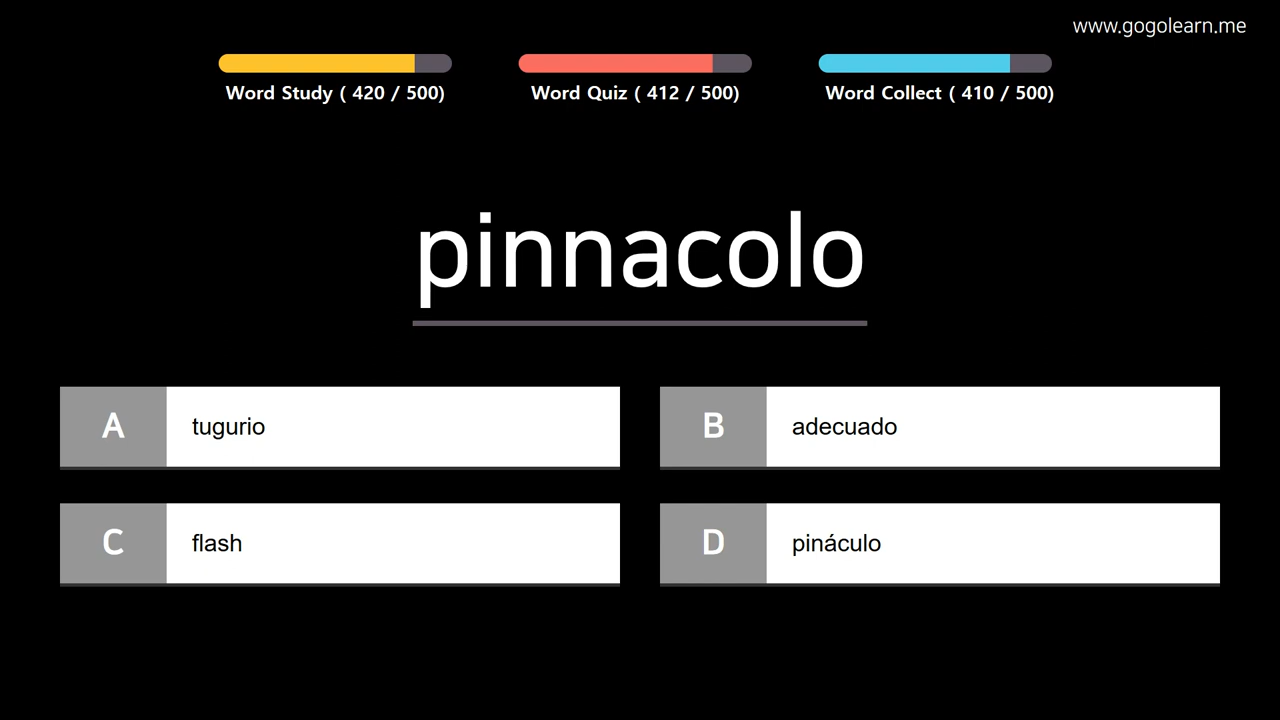 www.gogolearn.me
Word Study ( 420 / 500)
Word Quiz ( 412 / 500)
Word Collect ( 410 / 500)
pinnacolo
A tugurio
B adecuado
C flash
D pináculo